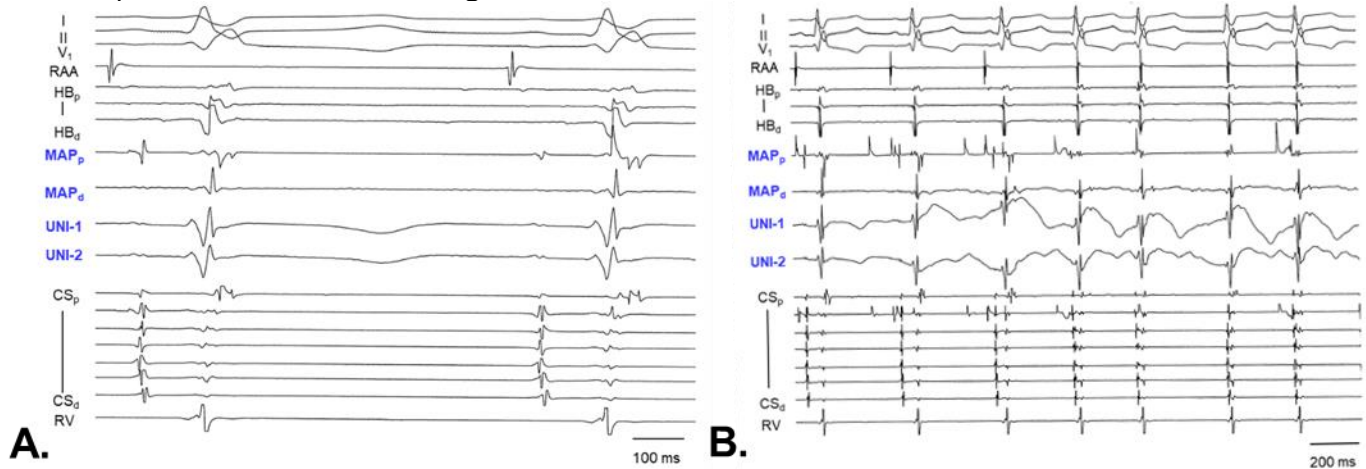 I
II
V1
RAA
HBp
I
HBd
MAPp
MAPd
UNI-1
UNI-2
CSp
CSd
RV
A.
100 ms
I
II
V1
RAA
HBp
I
HBd
MAPp
MAPd
UNI-1
UNI-2
CSp
CSd
RV
B.
200 ms